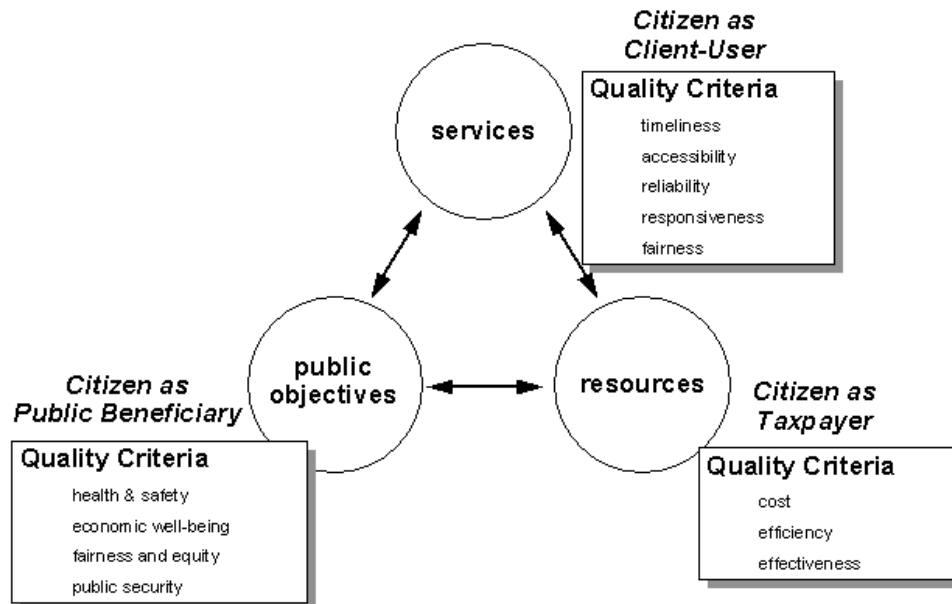 Citizen as
Client-User
Quality Criteria
timeliness
accessibility
reliability
responsiveness
fairness
services
public
objectives
resources
Citizen as
Public Beneficiary
Quality Criteria
health & safety
economic well-being
fairness and equity
public security
Citizen as
Taxpayer
Quality Criteria
cost
efficiency
effectiveness